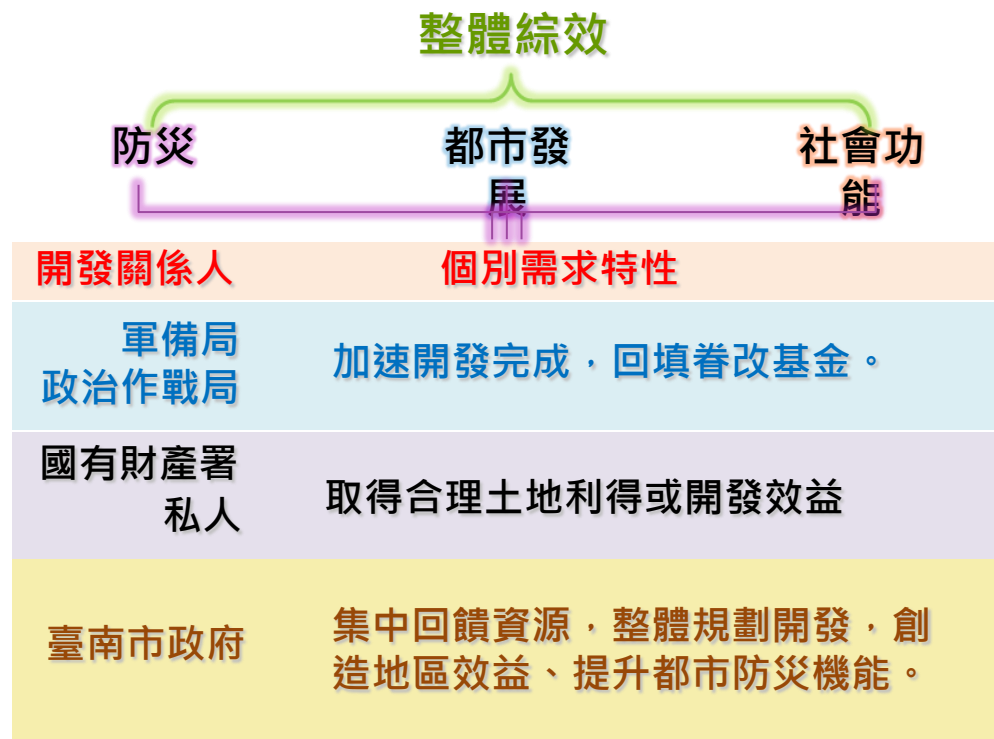 整體綜效
防災
都市發
展
社會功
能
開發關係人
個別需求特性
軍備局
政治作戰局
加速開發完成，回填眷改基金。
國有財產署
私人
取得合理土地利得或開發效益
臺南市政府
集中回饋資源，整體規劃開發，創
造地區效益、提升都市防災機能。